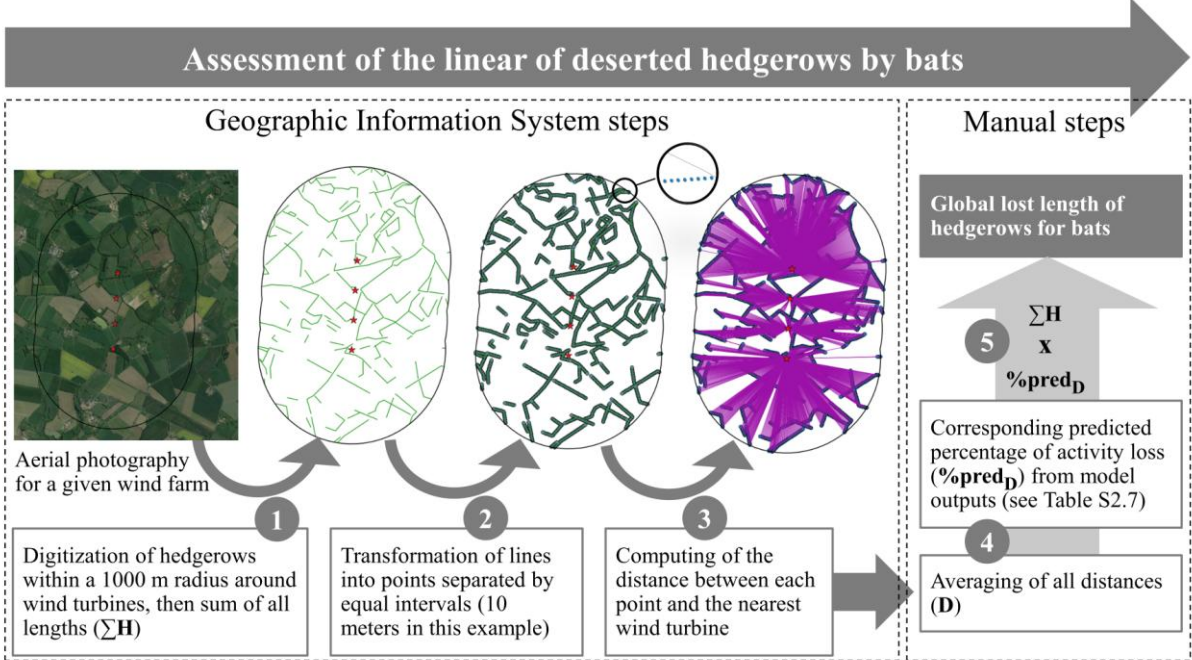 Assessment of the linear of deserted hedgerows by bats
Geographic Information System steps
Aerial photography
for a given wind farm
1
Digitization of hedgerows
within a 1000 m radius around
wind turbines, then sum of all
lengths (∑H)
2
Transformation of lines
into points separated by
equal intervals (10
meters in this example)
3
Computing of the
distance between each
point and the nearest
wind turbine
Manual steps
Global lost length of
hedgerows for bats
5
∑H
x
%pred_D
Corresponding predicted
percentage of activity loss
(%pred_D) from model
outputs (see Table S2.7)
4
Averaging of all distances
(D)